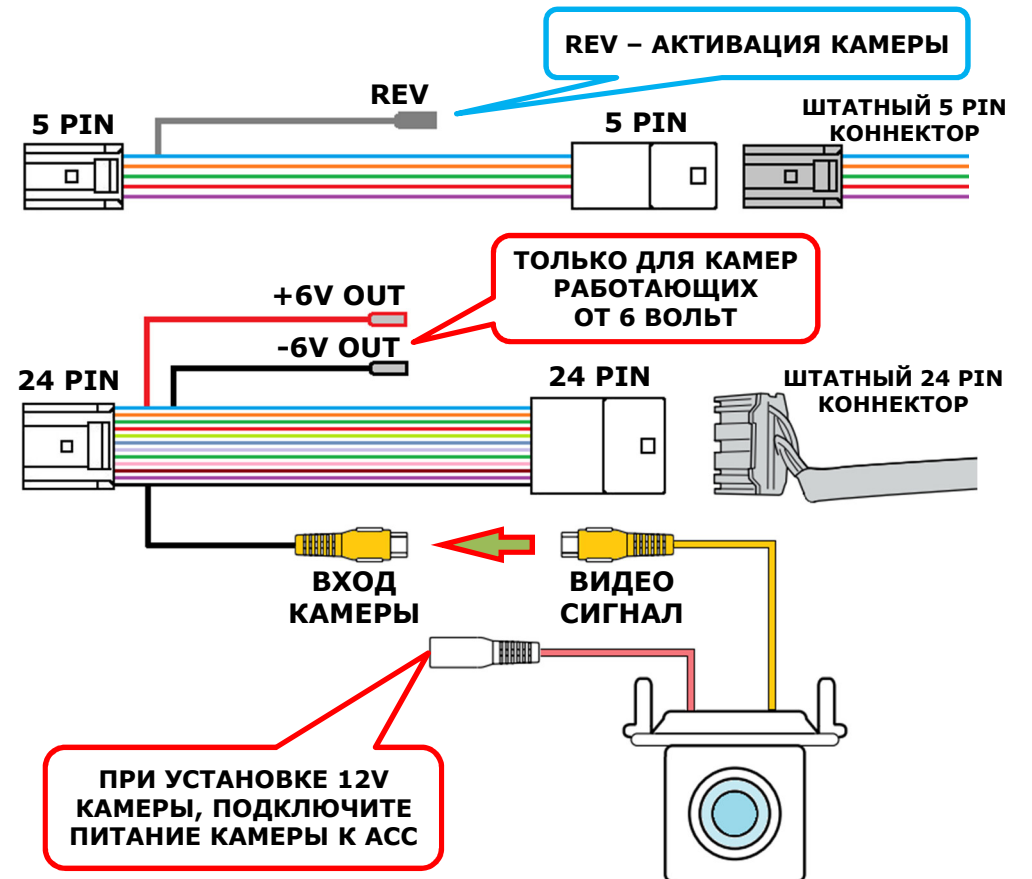 REV – АКТИВАЦИЯ КАМЕРЫ
REV
5 PIN
5 PIN
ШТАТНЫЙ 5 PIN
КОННЕКТОР
ТОЛЬКО ДЛЯ КАМЕР
РАБОТАЮЩИХ
ОТ 6 ВОЛЬТ
+6V OUT
-6V OUT
24 PIN
24 PIN
ШТАТНЫЙ 24 PIN
КОННЕКТОР
ВХОД
КАМЕРЫ
ВИДЕО
СИГНАЛ
ПРИ УСТАНОВКЕ 12V
КАМЕРЫ, ПОДКЛЮЧИТЕ
ПИТАНИЕ КАМЕРЫ К ACC